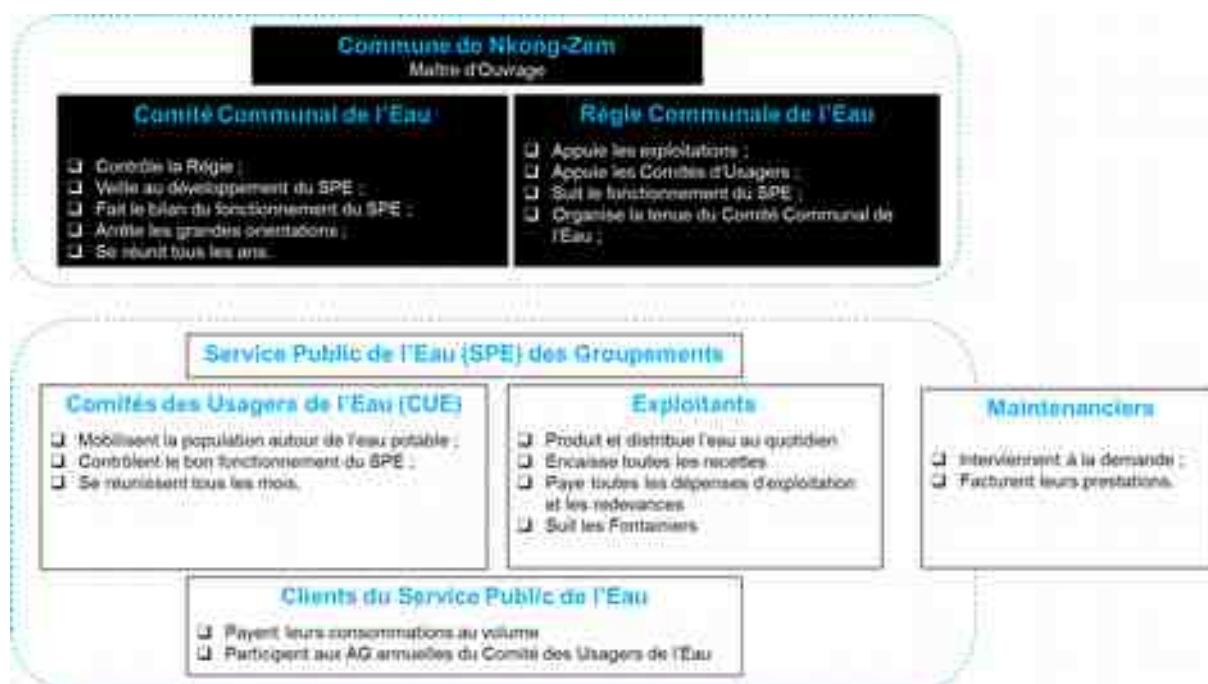 Commune de Nkong-Zem
Maître d'Ouvrage
Comité Communal de l'Eau
❑ Contrôle la Régie ;
❑ Veille au développement du SPE ;
❑ Fait le bilan du fonctionnement du SPE ;
❑ Arrête les grandes orientations ;
❑ Se réunit tous les ans.
Régie Communale de l'Eau
❑ Appuie les exploitations ;
❑ Appuie les Comités d'Usagers ;
❑ Suit le fonctionnement du SPE ;
❑ Organise la tenue du Comité Communal de
l'Eau ;
Service Public de l'Eau (SPE) des Groupements
Comités des Usagers de l'Eau (CUE)
❑ Mobilisent la population autour de l'eau potable ;
❑ Contrôlent le bon fonctionnement du SPE ;
❑ Se réunissent tous les mois.
Exploitants
❑ Produit et distribue l'eau au quotidien
❑ Encaisse toutes les recettes
❑ Paye toutes les dépenses d'exploitation
et les redevances
❑ Suit les Fontainiers
Maintenanciers
❑ Interviennent à la demande ;
❑ Facturent leurs prestations.
Clients du Service Public de l'Eau
❑ Payent leurs consommations au volume
❑ Participent aux AG annuelles du Comité des Usagers de l'Eau